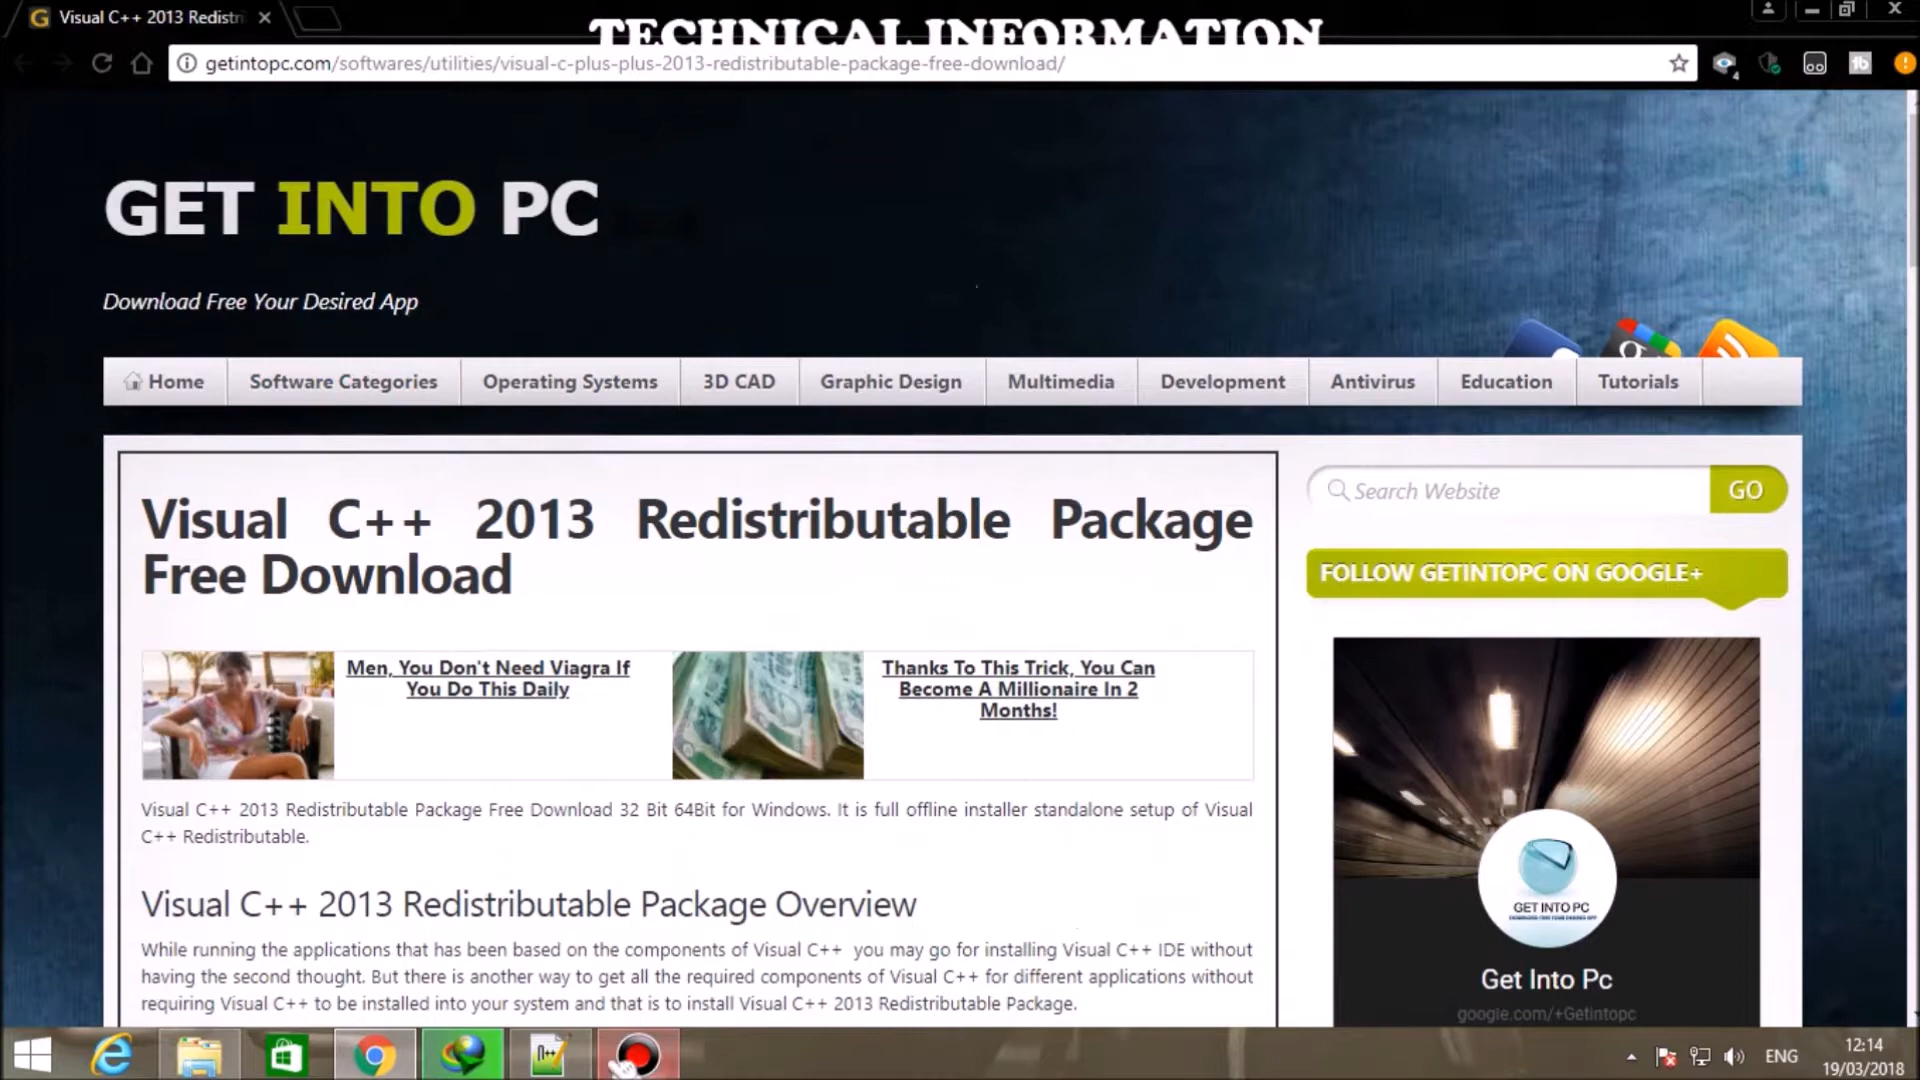 Visual C++ 2013 Redistri
TECHNICAL INFORMATION
getintopc.com/softwares/utilities/visual-c-plus-plus-2013-redistributable-package-free-download/
GET INTO PC
Download Free Your Desired App
Home
Software Categories
Operating Systems
3D CAD
Graphic Design
Multimedia
Development
Antivirus
Education
Tutorials
Visual C++ 2013 Redistributable Package
Free Download
Search Website
GO
FOLLOW GETINTOPC ON GOOGLE+
Men, You Don't Need Viagra If
You Do This Daily
Thanks To This Trick, You Can
Become A Millionaire In 2
Months!
Visual C++ 2013 Redistributable Package Free Download 32 Bit 64Bit for Windows. It is full offline installer standalone setup of Visual
C++ Redistributable.
Visual C++ 2013 Redistributable Package Overview
While running the applications that has been based on the components of Visual C++ you may go for installing Visual C++ IDE without
having the second thought. But there is another way to get all the required components of Visual C++ for different applications without
requiring Visual C++ to be installed into your system and that is to install Visual C++ 2013 Redistributable Package.
GET INTO PC
DOWNLOAD FREE YOUR DESIRED APP
Get Into Pc
google.com/+Getintopc
ENG
12:14
19/03/2018